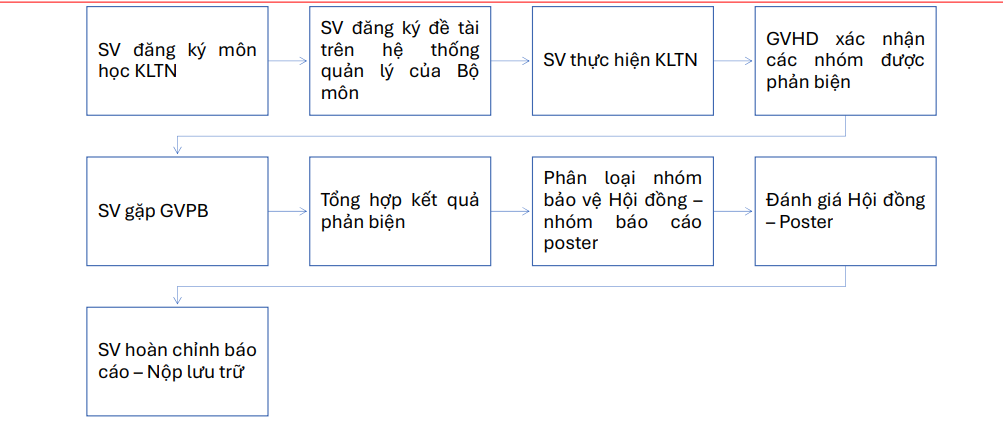 SV đăng ký môn
học KLTN
SV đăng ký đề tài
trên hệ thống
quản lý của Bộ
môn
SV thực hiện KLTN
GVHD xác nhận
các nhóm được
phản biện
SV gặp GVPB
Tổng hợp kết quả
phản biện
Phân loại nhóm
bảo vệ Hội đồng –
nhóm báo cáo
poster
Đánh giá Hội đồng
– Poster
SV hoàn chỉnh báo
cáo – Nộp lưu trữ